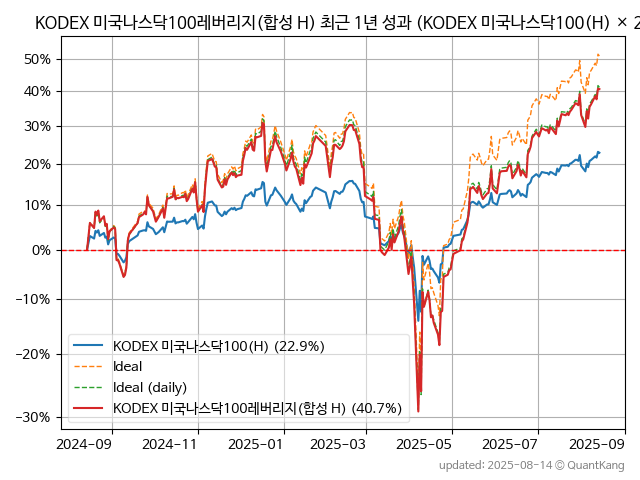 KODEX 미국나스닥100레버리지(합성 H) 최근 1년 성과 (KODEX 미국나스닥100(H) × 2
50%
40%
30%
20%
10%
0%
−10%
−20%
−30%
KODEX 미국나스닥100(H) (22.9%)
Ideal
Ideal (daily)
KODEX 미국나스닥100레버리지(합성 H) (40.7%)
2024-09 2024-11 2025-01 2025-03 2025-05 2025-07 2025-09
updated: 2025-08-14 © QuantKang